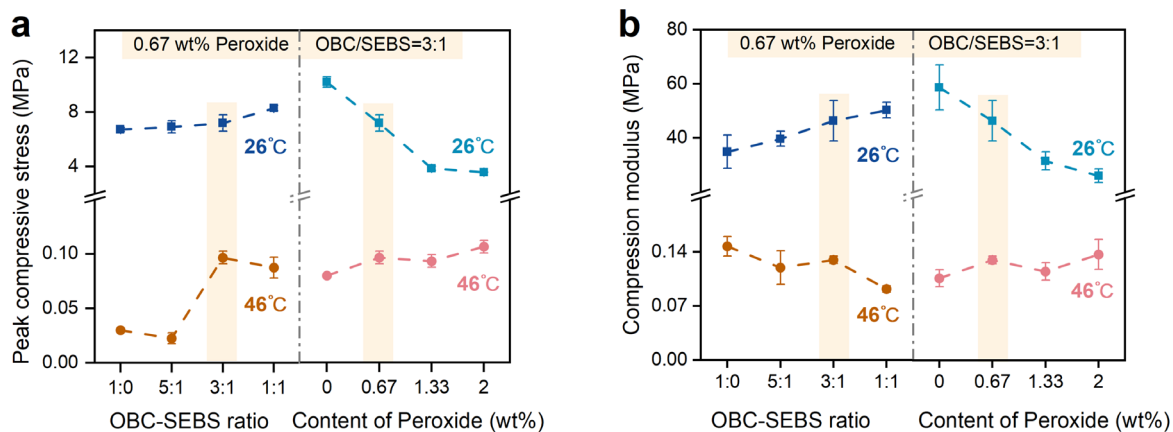 a
0.67 wt% Peroxide
OBC/SEBS=3:1
Peak compressive stress (MPa)
12
8
4
0.10
0.05
0.00
26°C
26°C
46°C
46°C
1:0
5:1
3:1
1:1
0
0.67
1.33
2
OBC-SEBS ratio
Content of Peroxide (wt%)
b
0.67 wt% Peroxide
OBC/SEBS=3:1
Compression modulus (MPa)
80
60
40
0.14
0.07
0.00
26°C
26°C
46°C
46°C
1:0
5:1
3:1
1:1
0
0.67
1.33
2
OBC-SEBS ratio
Content of Peroxide (wt%)